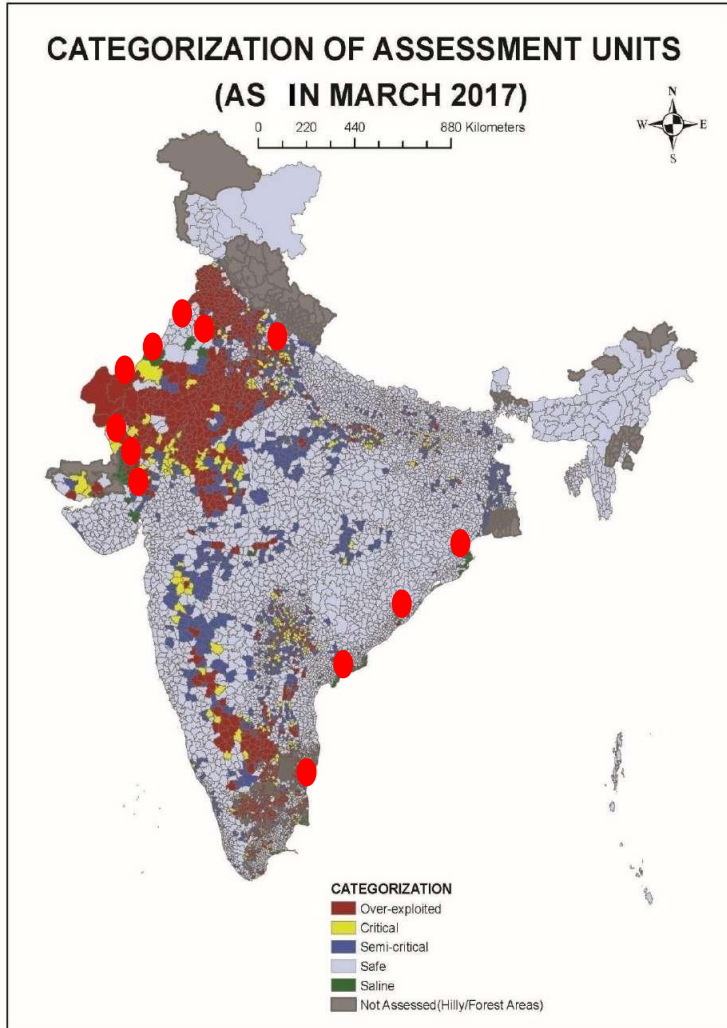 CATEGORIZATION OF ASSESSMENT UNITS
(AS IN MARCH 2017)
0 220 440 880 Kilometers
N
W E
S
CATEGORIZATION
Over-exploited
Critical
Semi-critical
Safe
Saline
Not Assessed(Hilly/Forest Areas)